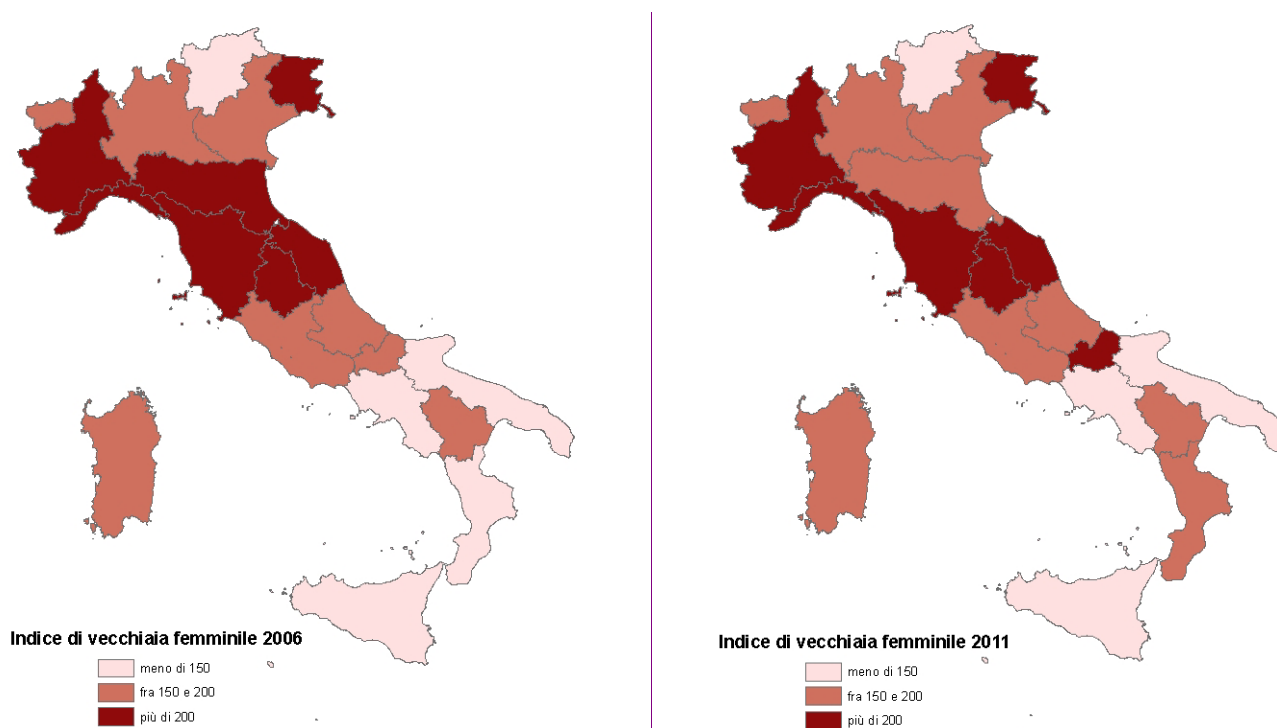 Indice di vecchiaia femminile 2006
meno di 150
fra 150 e 200
più di 200
Indice di vecchiaia femminile 2011
meno di 150
fra 150 e 200
più di 200